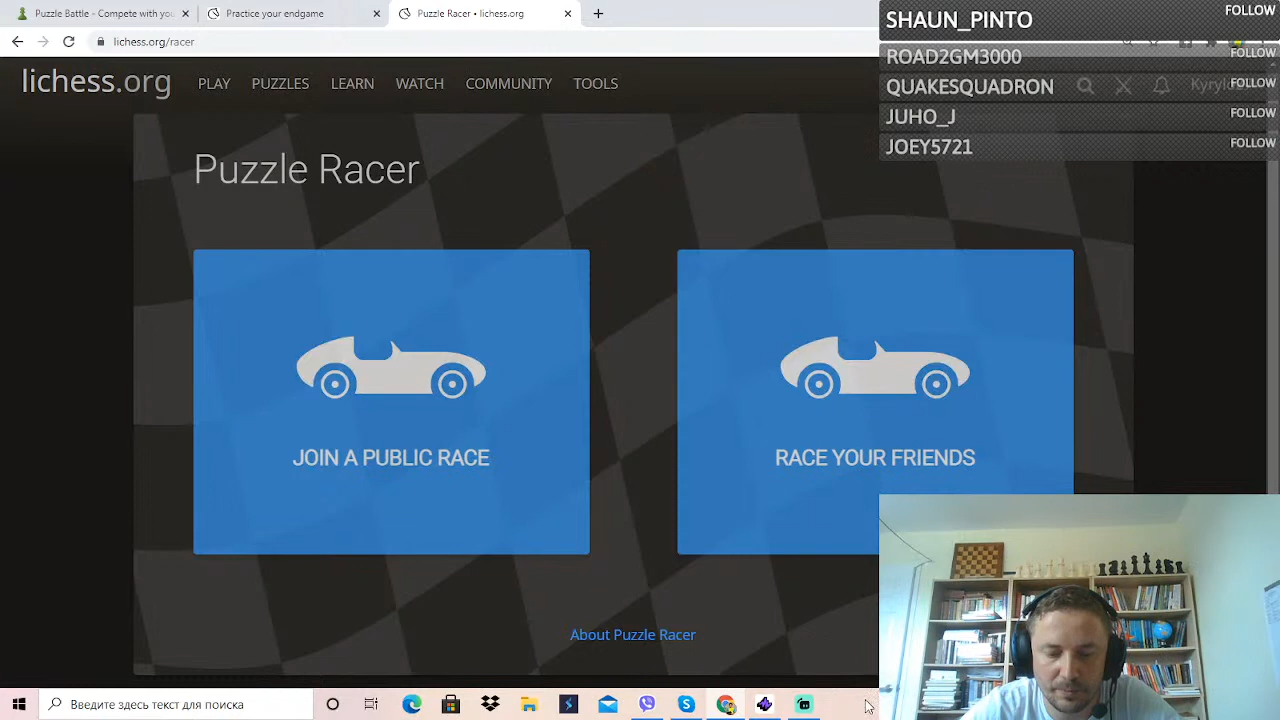 Puzzle Battle - Compete wit you
Practice your endgame
Puzzle Racer • lichess.org
SHAUN_PINTO FOLLOW
lichess.org/racer
ROAD2GM3000 FOLLOW
lichess.org PLAY PUZZLES LEARN WATCH COMMUNITY TOOLS
QUAKESQUADRON FOLLOW
JUHO_J FOLLOW
JOEY5721 FOLLOW
Puzzle Racer
JOIN A PUBLIC RACE
RACE YOUR FRIENDS
About Puzzle Racer
Введите здесь текст для поиска